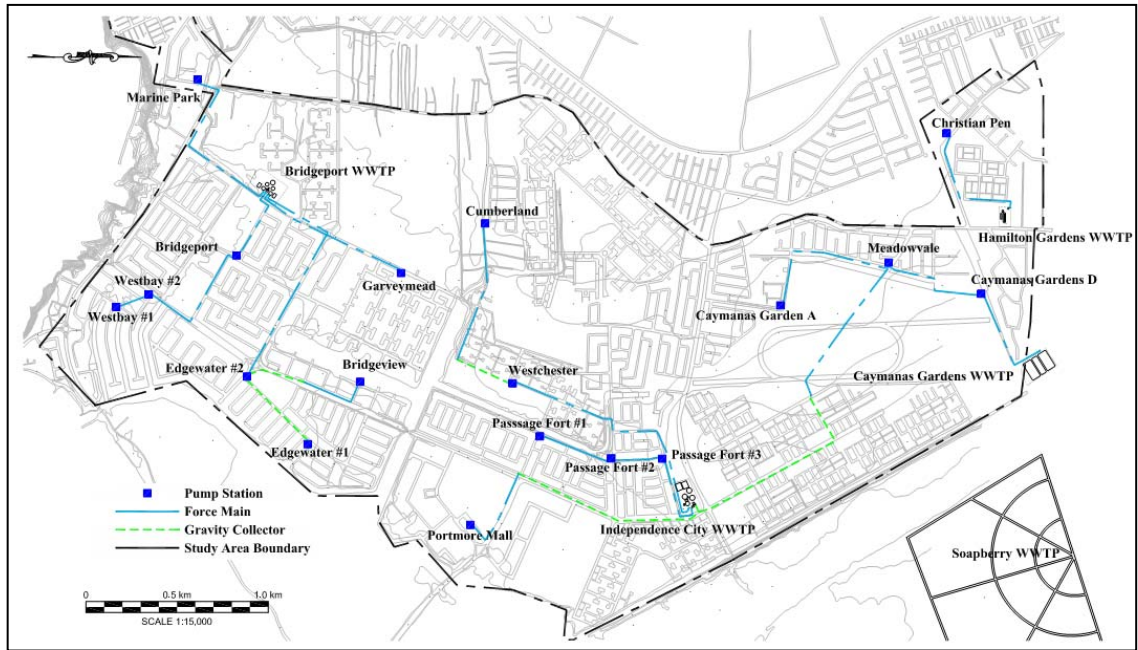 Marine Park
Christian Pen
Bridgeport WWTP
Cumberland
Hamilton Gardens WWTP
Bridgeport
Meadowvale
Garveymead
Caymanas Gardens D
Westbay #2
Westbay #1
Caymanas Garden A
Edgewater #2
Bridgeview
Westchester
Caymanas Gardens WWTP
Passsage Fort #1
Edgewater #1
Passage Fort #2
Passage Fort #3
Portmore Mall
Independence City WWTP
Soapberry WWTP
Pump Station
Force Main
Gravity Collector
Study Area Boundary
0 0.5 km 1.0 km
SCALE 1:15,000